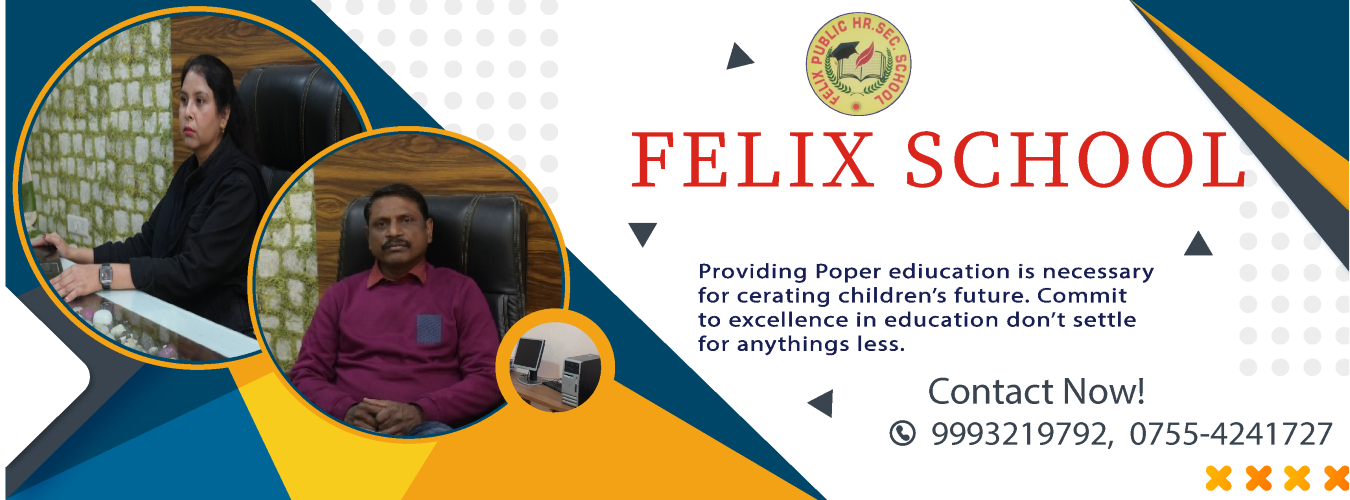 FELIX PUBLIC HR.SEC. SCHOOL
FELIX SCHOOL
Providing Poper ediucation is necessary
for cerating children’s future. Commit
to excellence in education don’t settle
for anythings less.
Contact Now!
9993219792, 0755-4241727